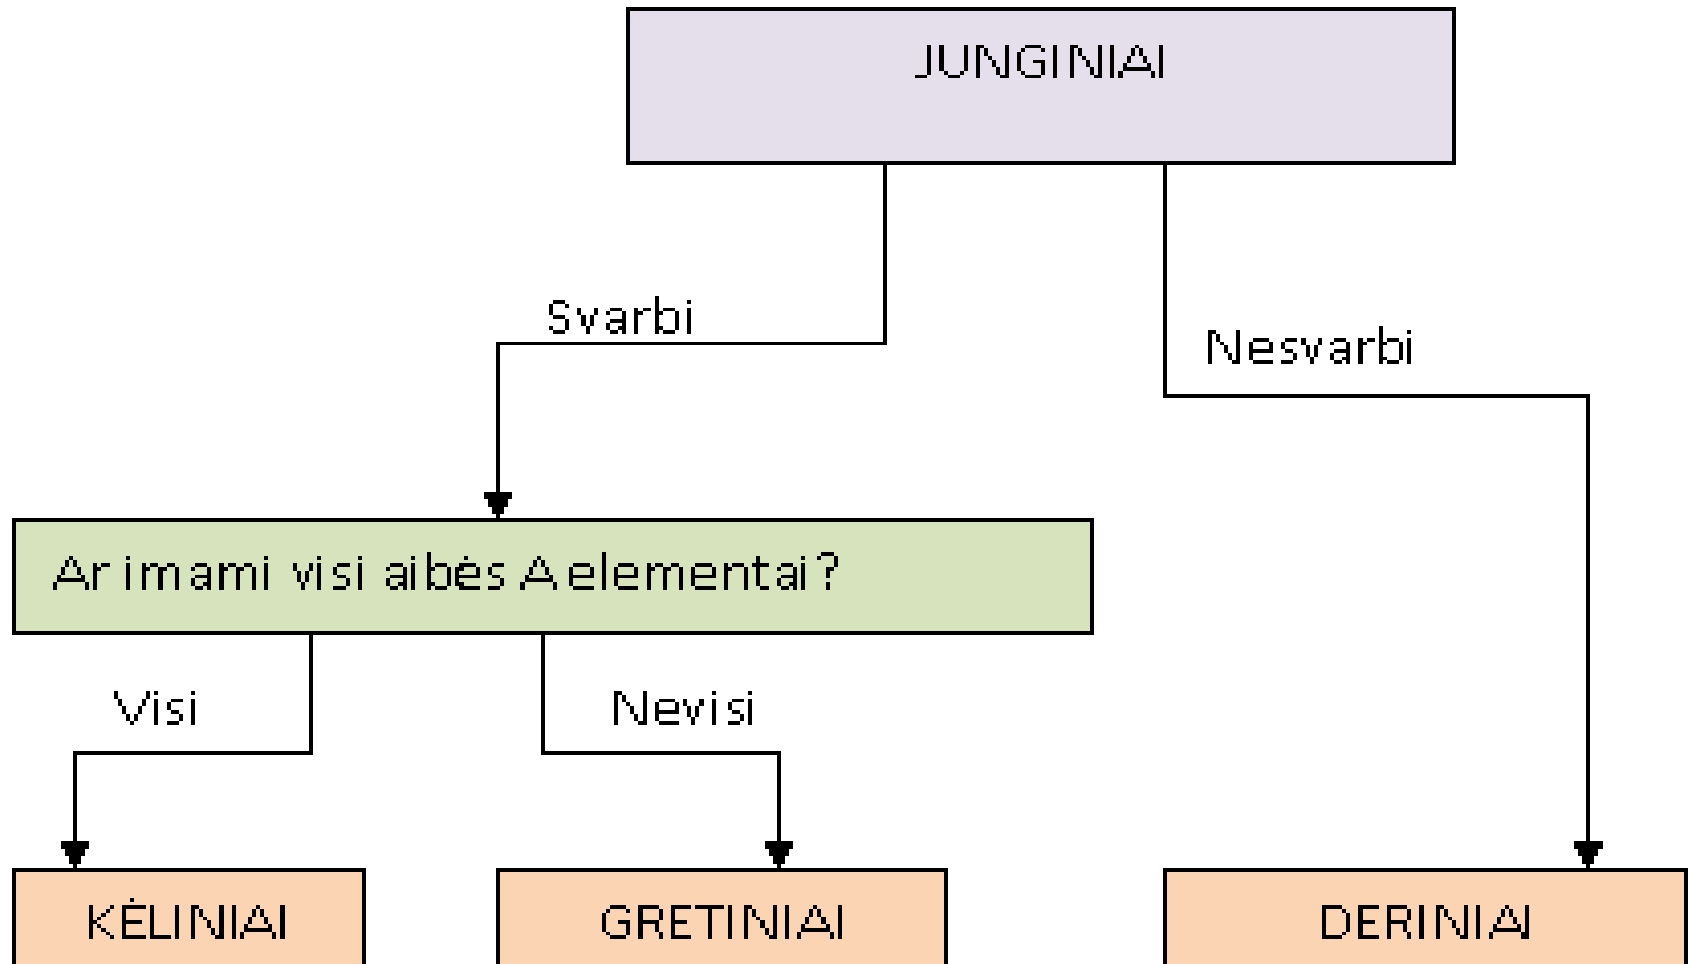 JUNGINIAI
Svarbi
Nesvarbi
Ar imami visi aibės A elementai?
Visi
Nevisi
KĖLINIAI
GRETINIAI
DERINIAI